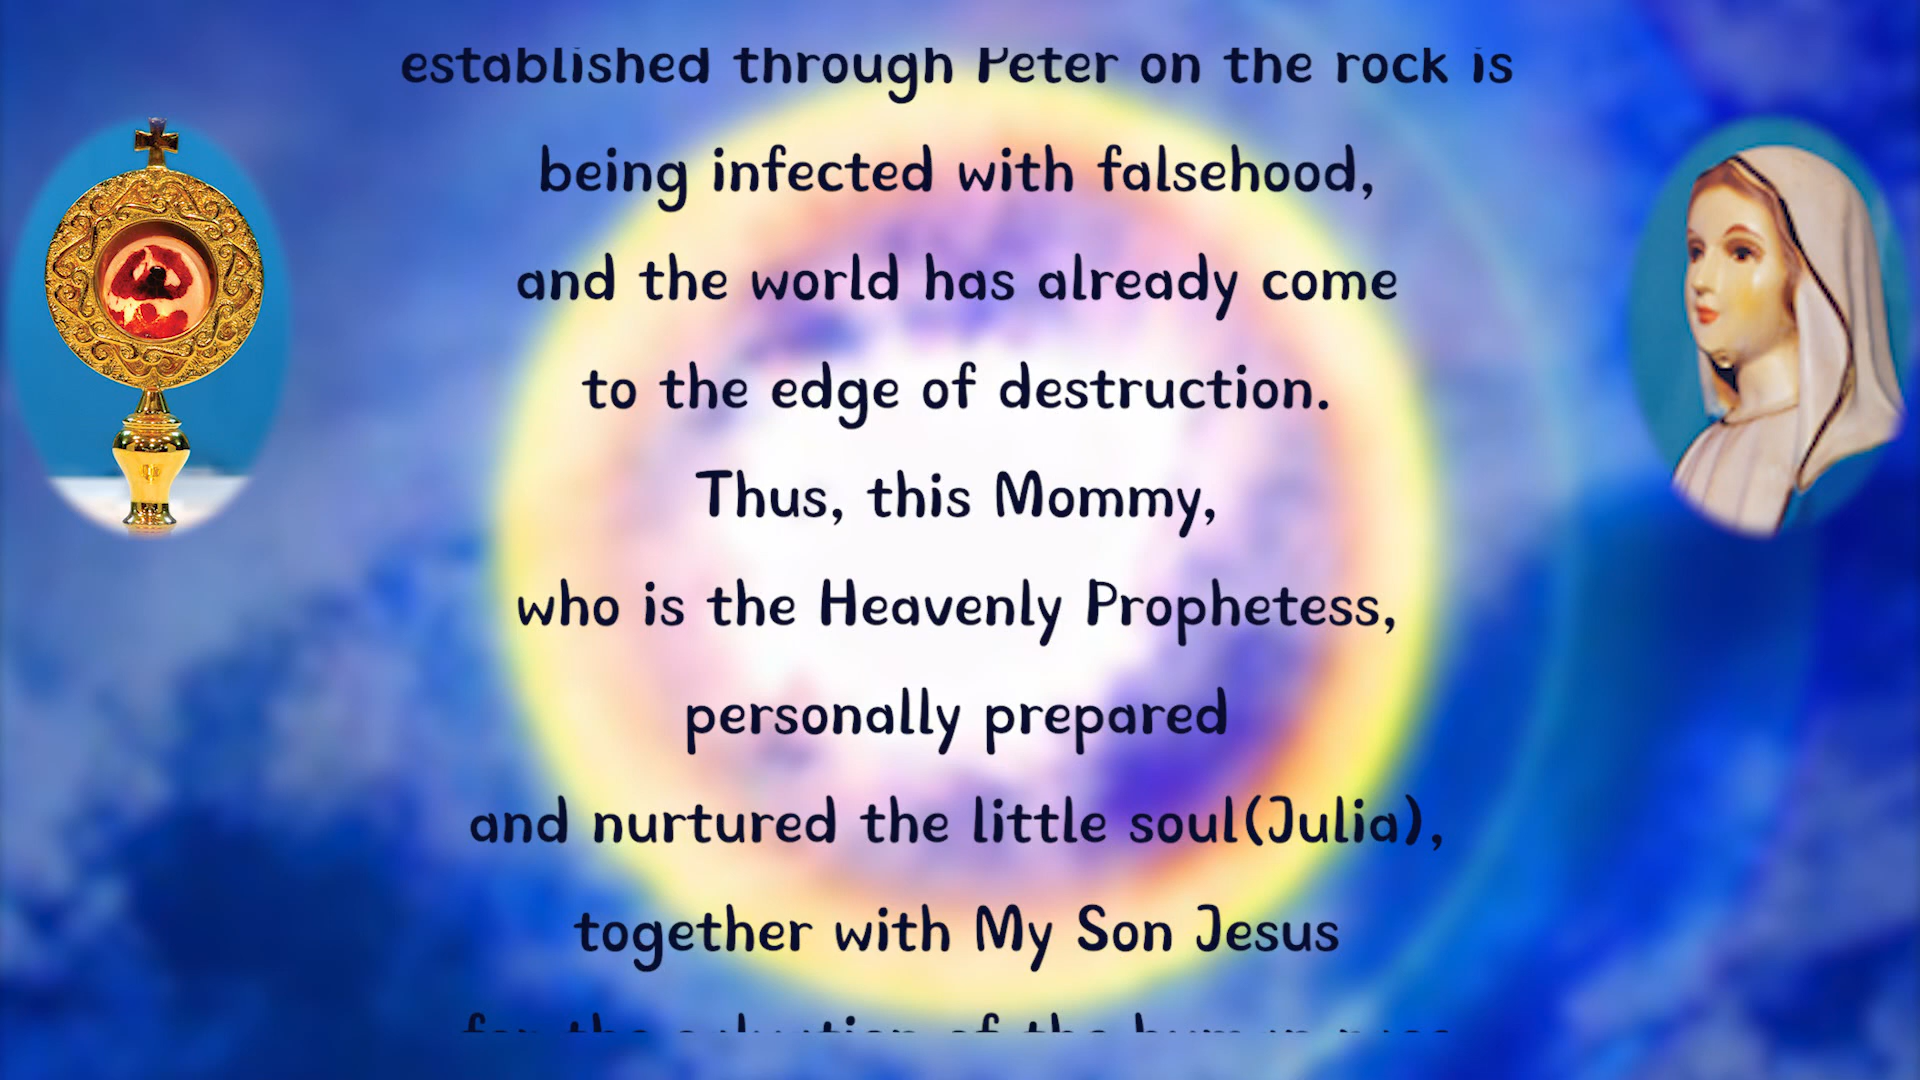 established through Peter on the rock is
being infected with falsehood,
and the world has already come
to the edge of destruction.
Thus, this Mommy,
who is the Heavenly Prophetess,
personally prepared
and nurtured the little soul(Julia),
together with My Son Jesus